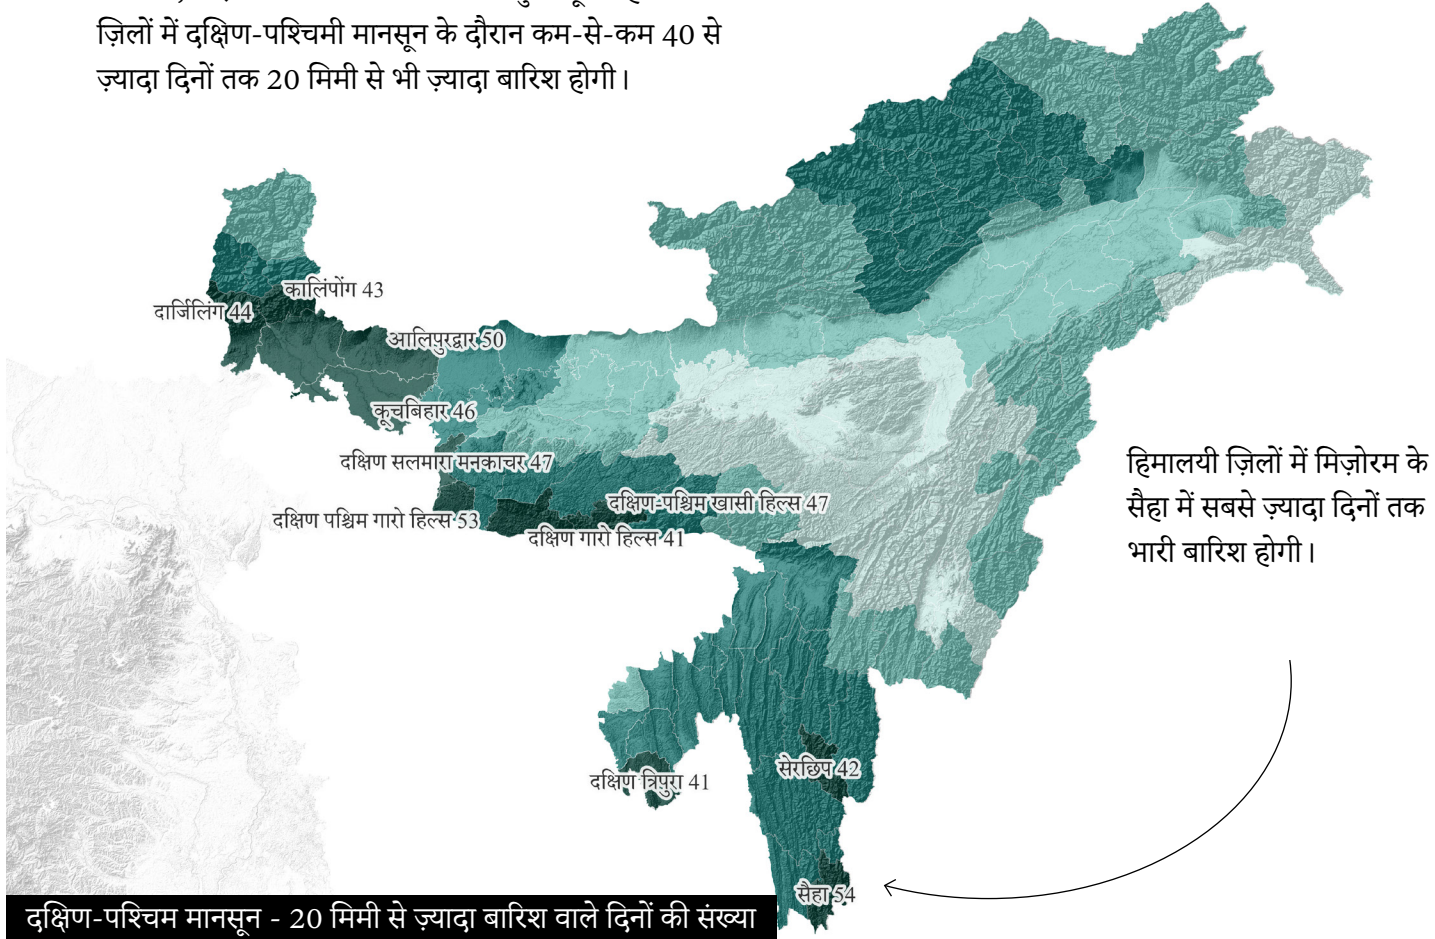 ज़िलों में दक्षिण-पश्चिमी मानसून के दौरान कम-से-कम 40 से
ज़्यादा दिनों तक 20 मिमी से भी ज़्यादा बारिश होगी।
कालिंपोंग 43
दार्जिलिंग 44
आलिपुरद्वार 50
कूचबिहार 46
दक्षिण सलमारा मनकाचर 47
दक्षिण-पश्चिम खासी हिल्स 47
दक्षिण पश्चिम गारो हिल्स 53
दक्षिण गारो हिल्स 41
हिमालयी ज़िलों में मिज़ोरम के
सैहा में सबसे ज़्यादा दिनों तक
भारी बारिश होगी।
दक्षिण त्रिपुरा 41
सेरछिप 42
सैहा 54
दक्षिण-पश्चिम मानसून - 20 मिमी से ज़्यादा बारिश वाले दिनों की संख्या